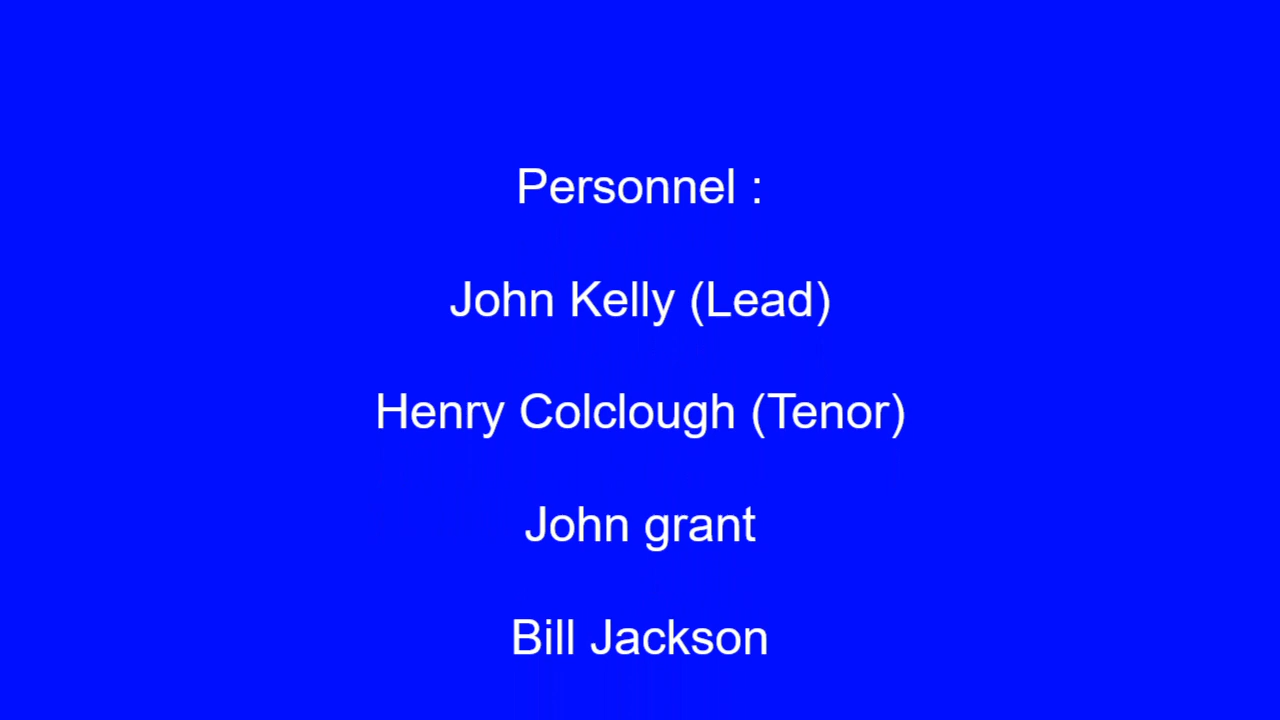 Personnel :
John Kelly (Lead)
Henry Colclough (Tenor)
John grant
Bill Jackson